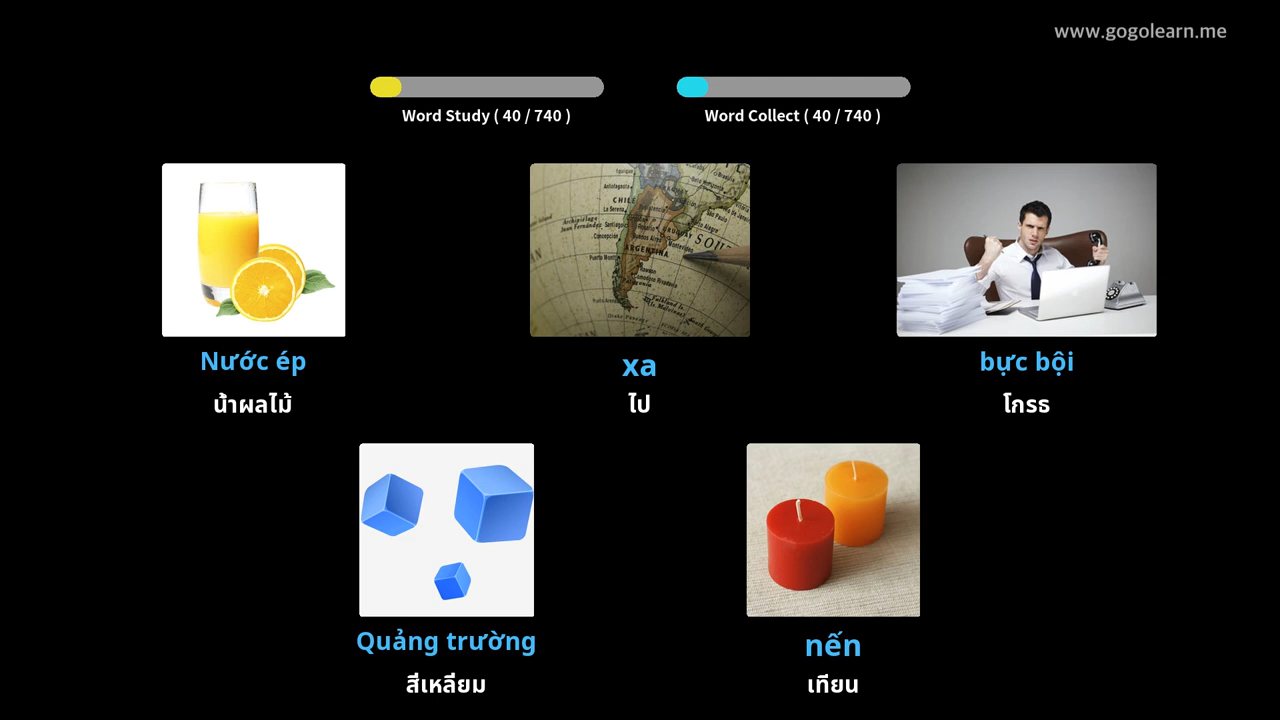 www.gogolearn.me
Word Study ( 40 / 740 )
Word Collect ( 40 / 740 )
CHILE
ARGENTINA
Nước ép
xa
bực bội
น้ำผลไม้
ไป
โกรธ
Quảng trường
nến
สี่เหลี่ยม
เทียน